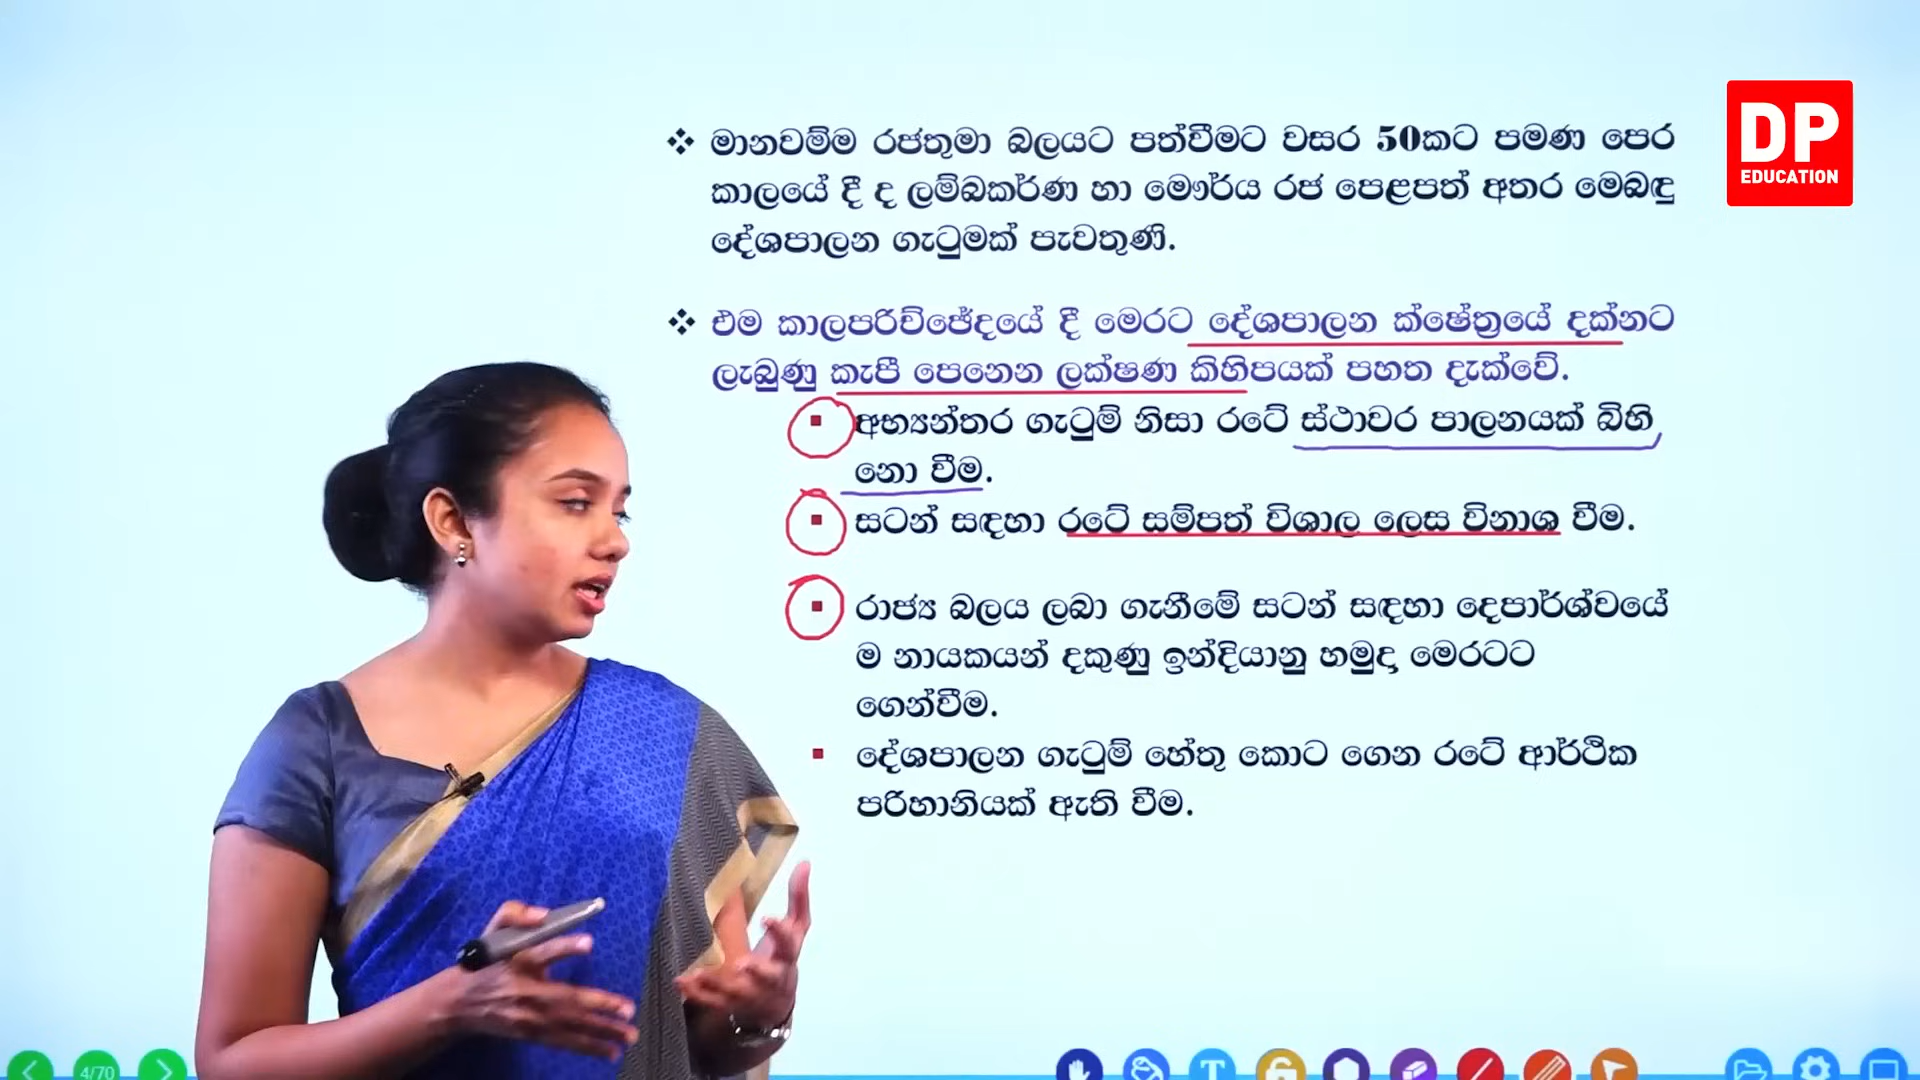 ❖ මානවම්ම රජතුමා බලයට පත්වීමට වසර 50කට පමණ පෙර
කාලයේ දී ද ලම්බකර්ණ හා මෞර්ය රජ පෙළපත් අතර මෙබඳු
දේශපාලන ගැටුමක් පැවතුණි.
❖ එම කාලපරිච්ඡේදයේ දී මෙරට දේශපාලන ක්ෂේත්‍රයේ දක්නට
ලැබුණු කැපී පෙනෙන ලක්ෂණ කිහිපයක් පහත දැක්වේ.
▪ අභ්‍යන්තර ගැටුම් නිසා රටේ ස්ථාවර පාලනයක් බිහි
නො වීම.
▪ සටන් සඳහා රටේ සම්පත් විශාල ලෙස විනාශ වීම.
▪ රාජ්‍ය බලය ලබා ගැනීමේ සටන් සඳහා දෙපාර්ශ්වයේ
ම නායකයන් දකුණු ඉන්දියානු හමුදා මෙරටට
ගෙන්වීම.
▪ දේශපාලන ගැටුම් හේතු කොට ගෙන රටේ ආර්ථික
පරිහානියක් ඇති වීම.
DP
EDUCATION
4/70